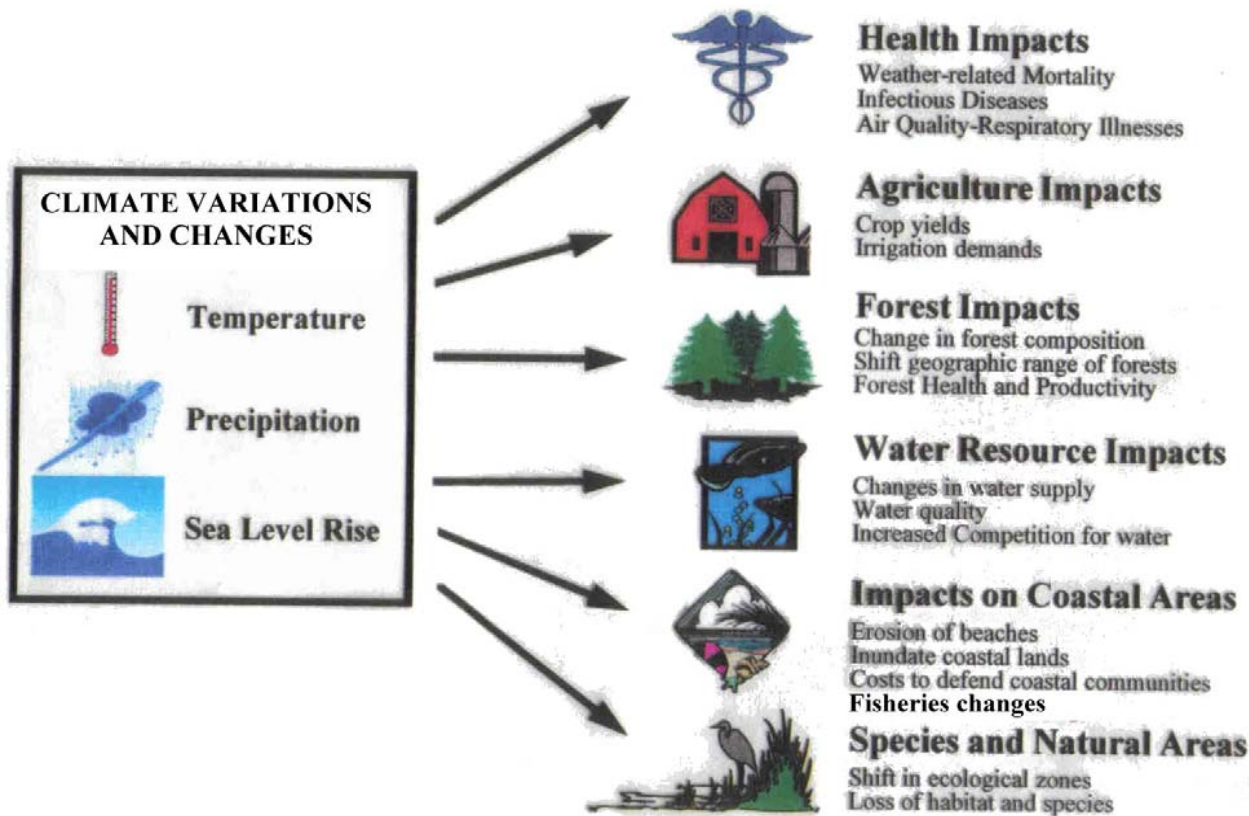 CLIMATE VARIATIONS
AND CHANGES
Temperature
Precipitation
Sea Level Rise
Health Impacts
Weather-related Mortality
Infectious Diseases
Air Quality-Respiratory Illnesses
Agriculture Impacts
Crop yields
Irrigation demands
Forest Impacts
Change in forest composition
Shift geographic range of forests
Forest Health and Productivity
Water Resource Impacts
Changes in water supply
Water quality
Increased Competition for water
Impacts on Coastal Areas
Erosion of beaches
Inundate coastal lands
Costs to defend coastal communities
Fisheries changes
Species and Natural Areas
Shift in ecological zones
Loss of habitat and species